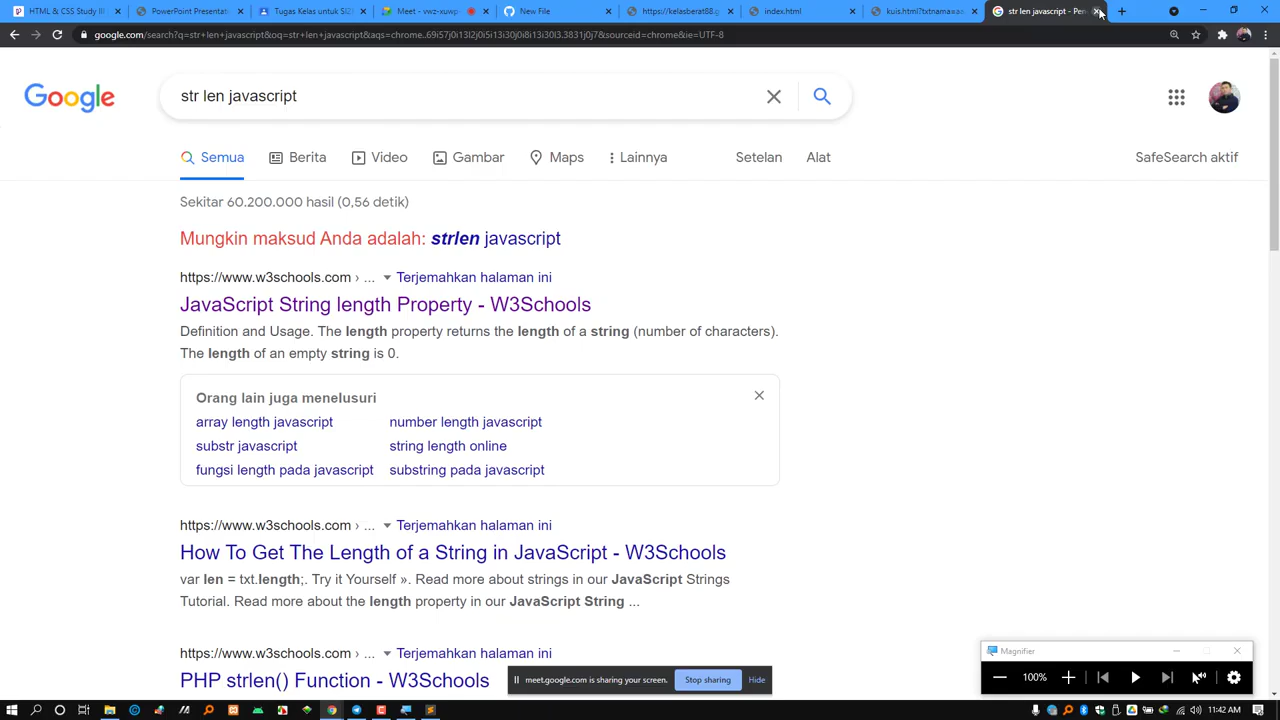 HTML & CSS Study III
PowerPoint Presentat
Tugas Kelas untuk SIZ
Meet - vwz-xuwp
New File
https://kelasberat88.g
index.html
kuis.html?txtnama=aa
str len javascript - Pen
google.com/search?q=str+len+javascript&oq=str+len+javascript&aqs=chrome..69i57j0i13l2j0i5i13i30j0i8i13i30l3.3831j0j7&sourceid=chrome&ie=UTF-8
Google
str len javascript
Semua
Berita
Video
Gambar
Maps
Lainnya
Setelan
Alat
SafeSearch aktif
Sekitar 60.200.000 hasil (0,56 detik)
Mungkin maksud Anda adalah: strlen javascript
https://www.w3schools.com › ... Terjemahkan halaman ini
JavaScript String length Property - W3Schools
Definition and Usage. The length property returns the length of a string (number of characters).
The length of an empty string is 0.
Orang lain juga menelusuri
array length javascript
number length javascript
substr javascript
string length online
fungsi length pada javascript
substring pada javascript
https://www.w3schools.com › ... Terjemahkan halaman ini
How To Get The Length of a String in JavaScript - W3Schools
var len = txt.length;. Try it Yourself ». Read more about strings in our JavaScript Strings
Tutorial. Read more about the length property in our JavaScript String ...
https://www.w3schools.com › ... Terjemahkan halaman ini
PHP strlen() Function - W3Schools
Magnifier
100%
meet.google.com is sharing your screen.
Stop sharing
Hide
11:42 AM